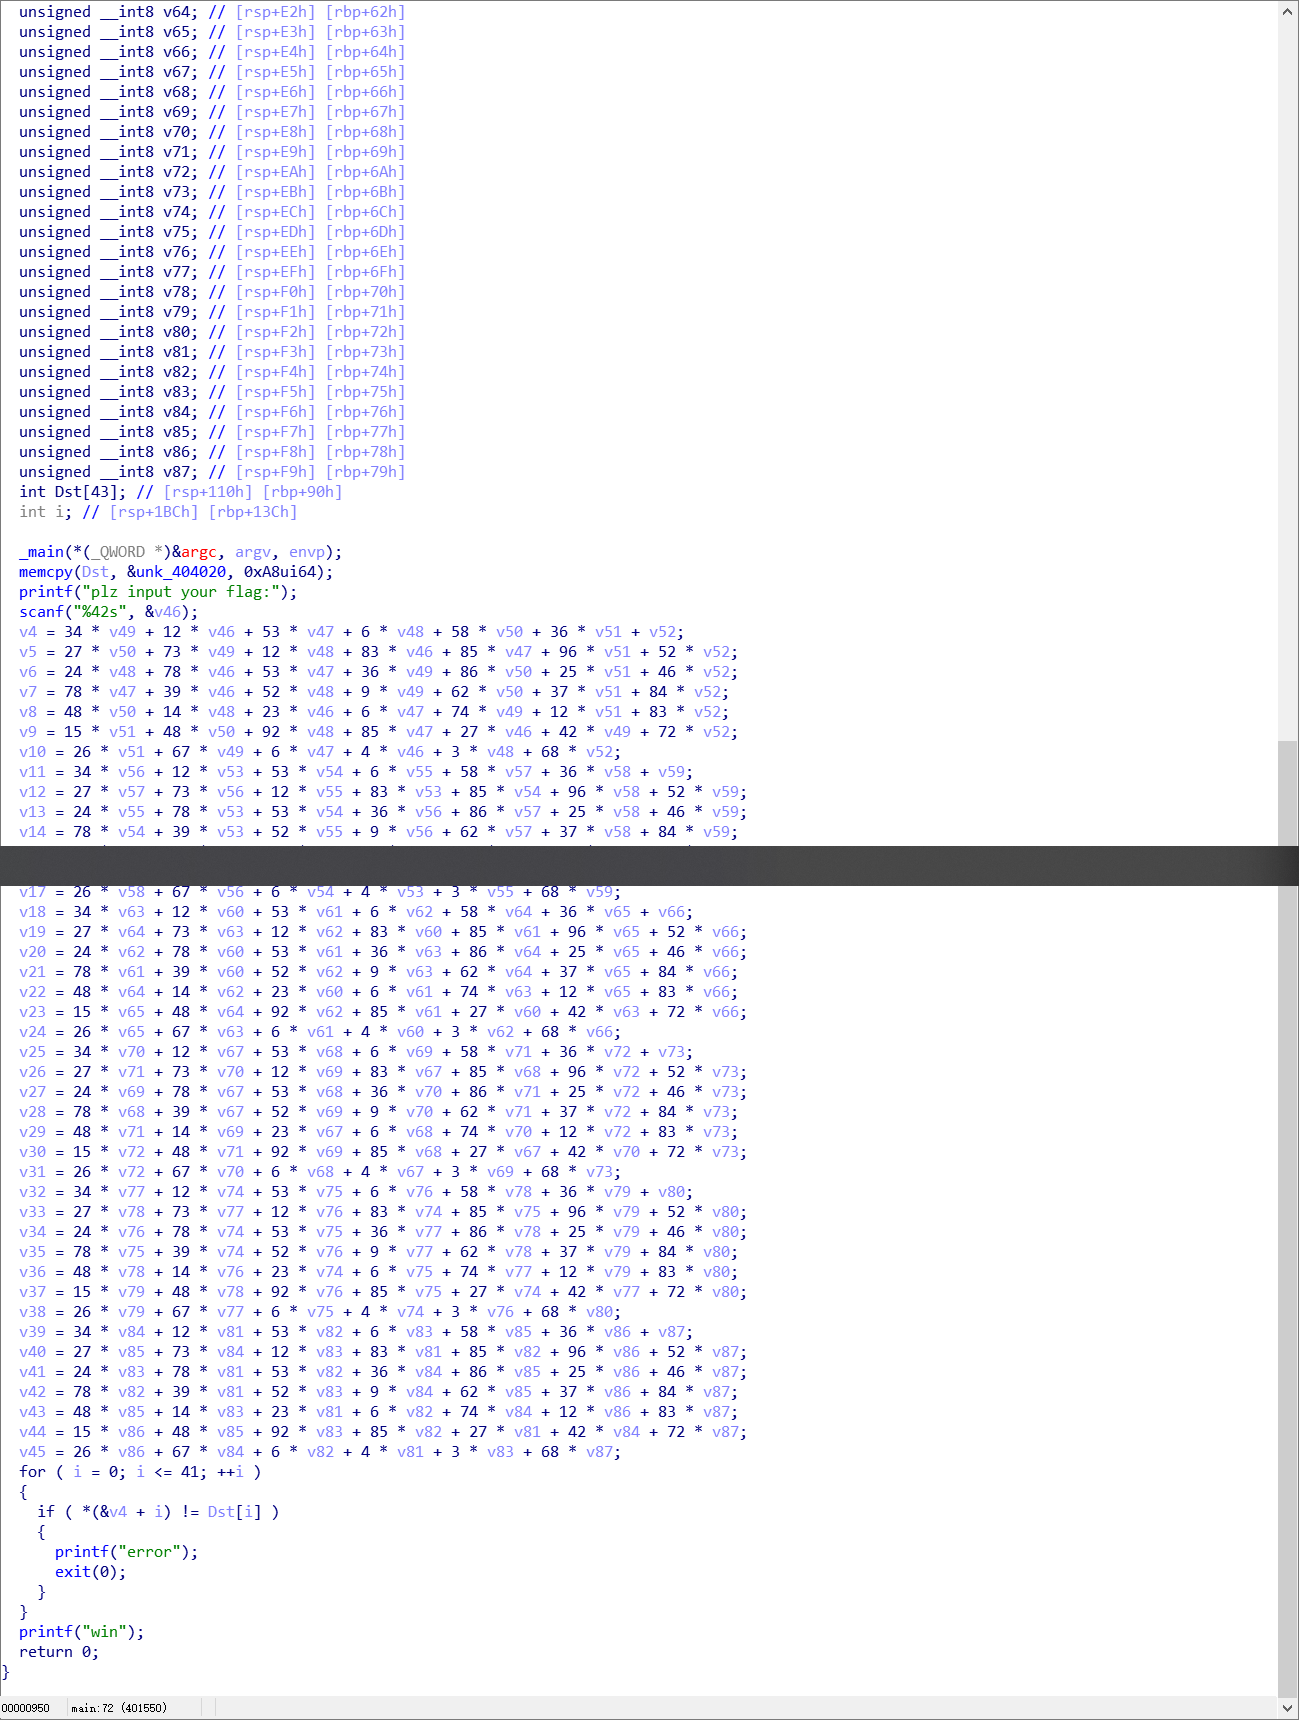 unsigned __int8 v64; // [rsp+E2h] [rbp+62h]
unsigned __int8 v65; // [rsp+E3h] [rbp+63h]
unsigned __int8 v66; // [rsp+E4h] [rbp+64h]
unsigned __int8 v67; // [rsp+E5h] [rbp+65h]
unsigned __int8 v68; // [rsp+E6h] [rbp+66h]
unsigned __int8 v69; // [rsp+E7h] [rbp+67h]
unsigned __int8 v70; // [rsp+E8h] [rbp+68h]
unsigned __int8 v71; // [rsp+E9h] [rbp+69h]
unsigned __int8 v72; // [rsp+EAh] [rbp+6Ah]
unsigned __int8 v73; // [rsp+EBh] [rbp+6Bh]
unsigned __int8 v74; // [rsp+ECh] [rbp+6Ch]
unsigned __int8 v75; // [rsp+EDh] [rbp+6Dh]
unsigned __int8 v76; // [rsp+EEh] [rbp+6Eh]
unsigned __int8 v77; // [rsp+EFh] [rbp+6Fh]
unsigned __int8 v78; // [rsp+F0h] [rbp+70h]
unsigned __int8 v79; // [rsp+F1h] [rbp+71h]
unsigned __int8 v80; // [rsp+F2h] [rbp+72h]
unsigned __int8 v81; // [rsp+F3h] [rbp+73h]
unsigned __int8 v82; // [rsp+F4h] [rbp+74h]
unsigned __int8 v83; // [rsp+F5h] [rbp+75h]
unsigned __int8 v84; // [rsp+F6h] [rbp+76h]
unsigned __int8 v85; // [rsp+F7h] [rbp+77h]
unsigned __int8 v86; // [rsp+F8h] [rbp+78h]
unsigned __int8 v87; // [rsp+F9h] [rbp+79h]
int Dst[43]; // [rsp+110h] [rbp+90h]
int i; // [rsp+1BCh] [rbp+13Ch]
_main(*(_QWORD *)&argc, argv, envp);
memcpy(Dst, &unk_404020, 0xA8ui64);
printf("plz input your flag:");
scanf("%42s", &v46);
v4 = 34 * v49 + 12 * v46 + 53 * v47 + 6 * v48 + 58 * v50 + 36 * v51 + v52;
v5 = 27 * v50 + 73 * v49 + 12 * v48 + 83 * v46 + 85 * v47 + 96 * v51 + 52 * v52;
v6 = 24 * v48 + 78 * v46 + 53 * v47 + 36 * v49 + 86 * v50 + 25 * v51 + 46 * v52;
v7 = 78 * v47 + 39 * v46 + 52 * v48 + 9 * v49 + 62 * v50 + 37 * v51 + 84 * v52;
v8 = 48 * v50 + 14 * v48 + 23 * v46 + 6 * v47 + 74 * v49 + 12 * v51 + 83 * v52;
v9 = 15 * v51 + 48 * v50 + 92 * v48 + 85 * v47 + 27 * v46 + 42 * v49 + 72 * v52;
v10 = 26 * v51 + 67 * v49 + 6 * v47 + 4 * v46 + 3 * v48 + 68 * v52;
v11 = 34 * v56 + 12 * v53 + 53 * v54 + 6 * v55 + 58 * v57 + 36 * v58 + v59;
v12 = 27 * v57 + 73 * v56 + 12 * v55 + 83 * v53 + 85 * v54 + 96 * v58 + 52 * v59;
v13 = 24 * v55 + 78 * v53 + 53 * v54 + 36 * v56 + 86 * v57 + 25 * v58 + 46 * v59;
v14 = 78 * v54 + 39 * v53 + 52 * v55 + 9 * v56 + 62 * v57 + 37 * v58 + 84 * v59;
v17 = 26 * v58 + 67 * v56 + 6 * v54 + 4 * v53 + 3 * v55 + 68 * v59;
v18 = 34 * v63 + 12 * v60 + 53 * v61 + 6 * v62 + 58 * v64 + 36 * v65 + v66;
v19 = 27 * v64 + 73 * v63 + 12 * v62 + 83 * v60 + 85 * v61 + 96 * v65 + 52 * v66;
v20 = 24 * v62 + 78 * v60 + 53 * v61 + 36 * v63 + 86 * v64 + 25 * v65 + 46 * v66;
v21 = 78 * v61 + 39 * v60 + 52 * v62 + 9 * v63 + 62 * v64 + 37 * v65 + 84 * v66;
v22 = 48 * v64 + 14 * v62 + 23 * v60 + 6 * v61 + 74 * v63 + 12 * v65 + 83 * v66;
v23 = 15 * v65 + 48 * v64 + 92 * v62 + 85 * v61 + 27 * v60 + 42 * v63 + 72 * v66;
v24 = 26 * v65 + 67 * v63 + 6 * v61 + 4 * v60 + 3 * v62 + 68 * v66;
v25 = 34 * v70 + 12 * v67 + 53 * v68 + 6 * v69 + 58 * v71 + 36 * v72 + v73;
v26 = 27 * v71 + 73 * v70 + 12 * v69 + 83 * v67 + 85 * v68 + 96 * v72 + 52 * v73;
v27 = 24 * v69 + 78 * v67 + 53 * v68 + 36 * v70 + 86 * v71 + 25 * v72 + 46 * v73;
v28 = 78 * v68 + 39 * v67 + 52 * v69 + 9 * v70 + 62 * v71 + 37 * v72 + 84 * v73;
v29 = 48 * v71 + 14 * v69 + 23 * v67 + 6 * v68 + 74 * v70 + 12 * v72 + 83 * v73;
v30 = 15 * v72 + 48 * v71 + 92 * v69 + 85 * v68 + 27 * v67 + 42 * v70 + 72 * v73;
v31 = 26 * v72 + 67 * v70 + 6 * v68 + 4 * v67 + 3 * v69 + 68 * v73;
v32 = 34 * v77 + 12 * v74 + 53 * v75 + 6 * v76 + 58 * v78 + 36 * v79 + v80;
v33 = 27 * v78 + 73 * v77 + 12 * v76 + 83 * v74 + 85 * v75 + 96 * v79 + 52 * v80;
v34 = 24 * v76 + 78 * v74 + 53 * v75 + 36 * v77 + 86 * v78 + 25 * v79 + 46 * v80;
v35 = 78 * v75 + 39 * v74 + 52 * v76 + 9 * v77 + 62 * v78 + 37 * v79 + 84 * v80;
v36 = 48 * v78 + 14 * v76 + 23 * v74 + 6 * v75 + 74 * v77 + 12 * v79 + 83 * v80;
v37 = 15 * v79 + 48 * v78 + 92 * v76 + 85 * v75 + 27 * v74 + 42 * v77 + 72 * v80;
v38 = 26 * v79 + 67 * v77 + 6 * v75 + 4 * v74 + 3 * v76 + 68 * v80;
v39 = 34 * v84 + 12 * v81 + 53 * v82 + 6 * v83 + 58 * v85 + 36 * v86 + v87;
v40 = 27 * v85 + 73 * v84 + 12 * v83 + 83 * v81 + 85 * v82 + 96 * v86 + 52 * v87;
v41 = 24 * v83 + 78 * v81 + 53 * v82 + 36 * v84 + 86 * v85 + 25 * v86 + 46 * v87;
v42 = 78 * v82 + 39 * v81 + 52 * v83 + 9 * v84 + 62 * v85 + 37 * v86 + 84 * v87;
v43 = 48 * v85 + 14 * v83 + 23 * v81 + 6 * v82 + 74 * v84 + 12 * v86 + 83 * v87;
v44 = 15 * v86 + 48 * v85 + 92 * v83 + 85 * v82 + 27 * v81 + 42 * v84 + 72 * v87;
v45 = 26 * v86 + 67 * v84 + 6 * v82 + 4 * v81 + 3 * v83 + 68 * v87;
for ( i = 0; i <= 41; ++i )
{
if ( *(&v4 + i) != Dst[i] )
{
printf("error");
exit(0);
}
}
printf("win");
return 0;
}
00000950 main:72 (401550)